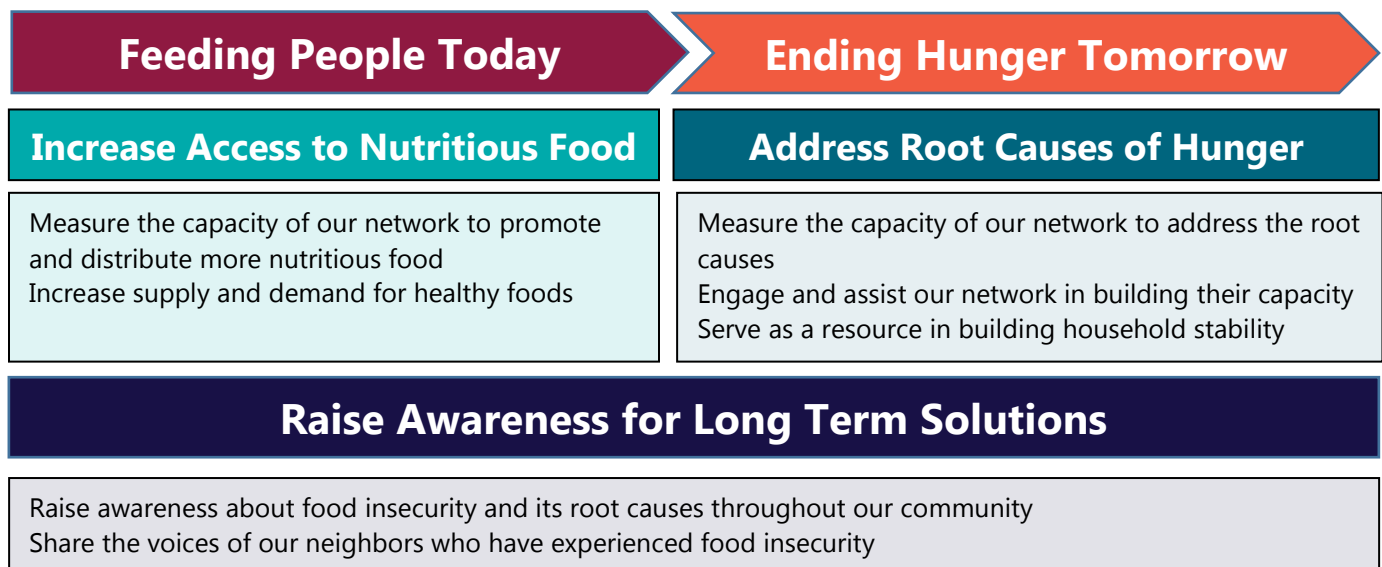 Feeding People Today
Ending Hunger Tomorrow
Increase Access to Nutritious Food
Address Root Causes of Hunger
Measure the capacity of our network to promote
and distribute more nutritious food
Increase supply and demand for healthy foods
Measure the capacity of our network to address the root
causes
Engage and assist our network in building their capacity
Serve as a resource in building household stability
Raise Awareness for Long Term Solutions
Raise awareness about food insecurity and its root causes throughout our community
Share the voices of our neighbors who have experienced food insecurity